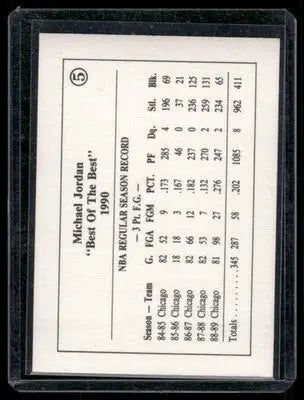 5
Michael Jordan
"Best Of The Best"
1990
NBA REGULAR SEASON RECORD
— 3 Pt. F.G. —
Season — Team G. FGA FGM PCT. PF Dq. Stl. Blk.
84-85 Chicago 82 52 9 .173 285 4 196 69
85-86 Chicago 18 18 3 .167 46 0 37 21
86-87 Chicago 82 66 12 .182 237 0 236 125
87-88 Chicago 82 53 7 .132 270 2 259 131
88-89 Chicago 81 98 27 .276 247 2 234 65
Totals . . . . . . . . . 345 287 58 .202 1085 8 962 411